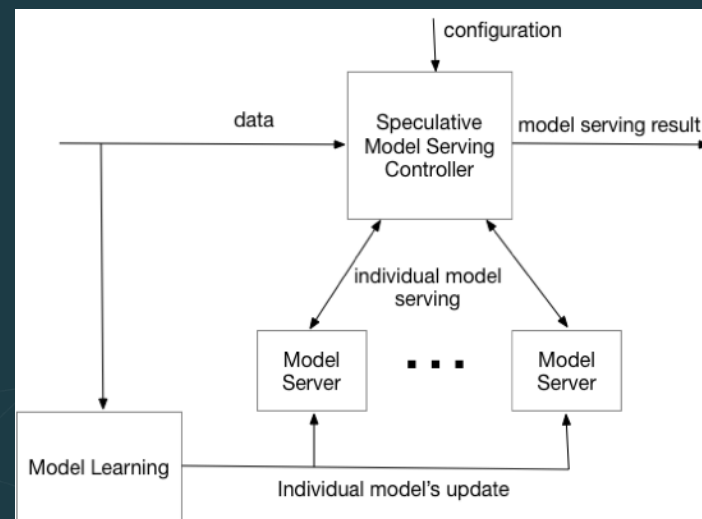 configuration
data
Speculative
Model Serving
Controller
model serving result
individual model
serving
Model
Server
Model
Server
Model Learning
Individual model's update